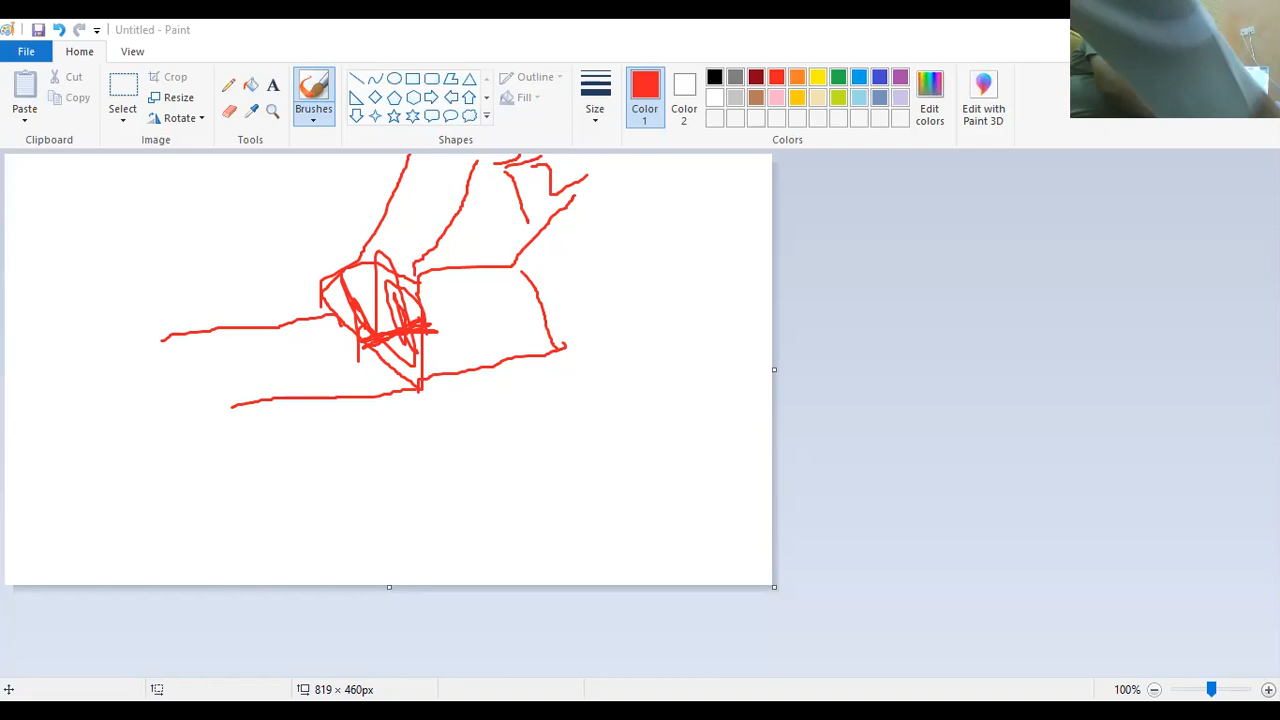 Untitled - Paint
File
Home
View
Paste
Cut
Copy
Clipboard
Select
Crop
Resize
Rotate
Image
Tools
Brushes
Shapes
Outline
Fill
Size
Color
1
Color
2
Edit
colors
Edit with
Paint 3D
Colors
819 × 460px
100%